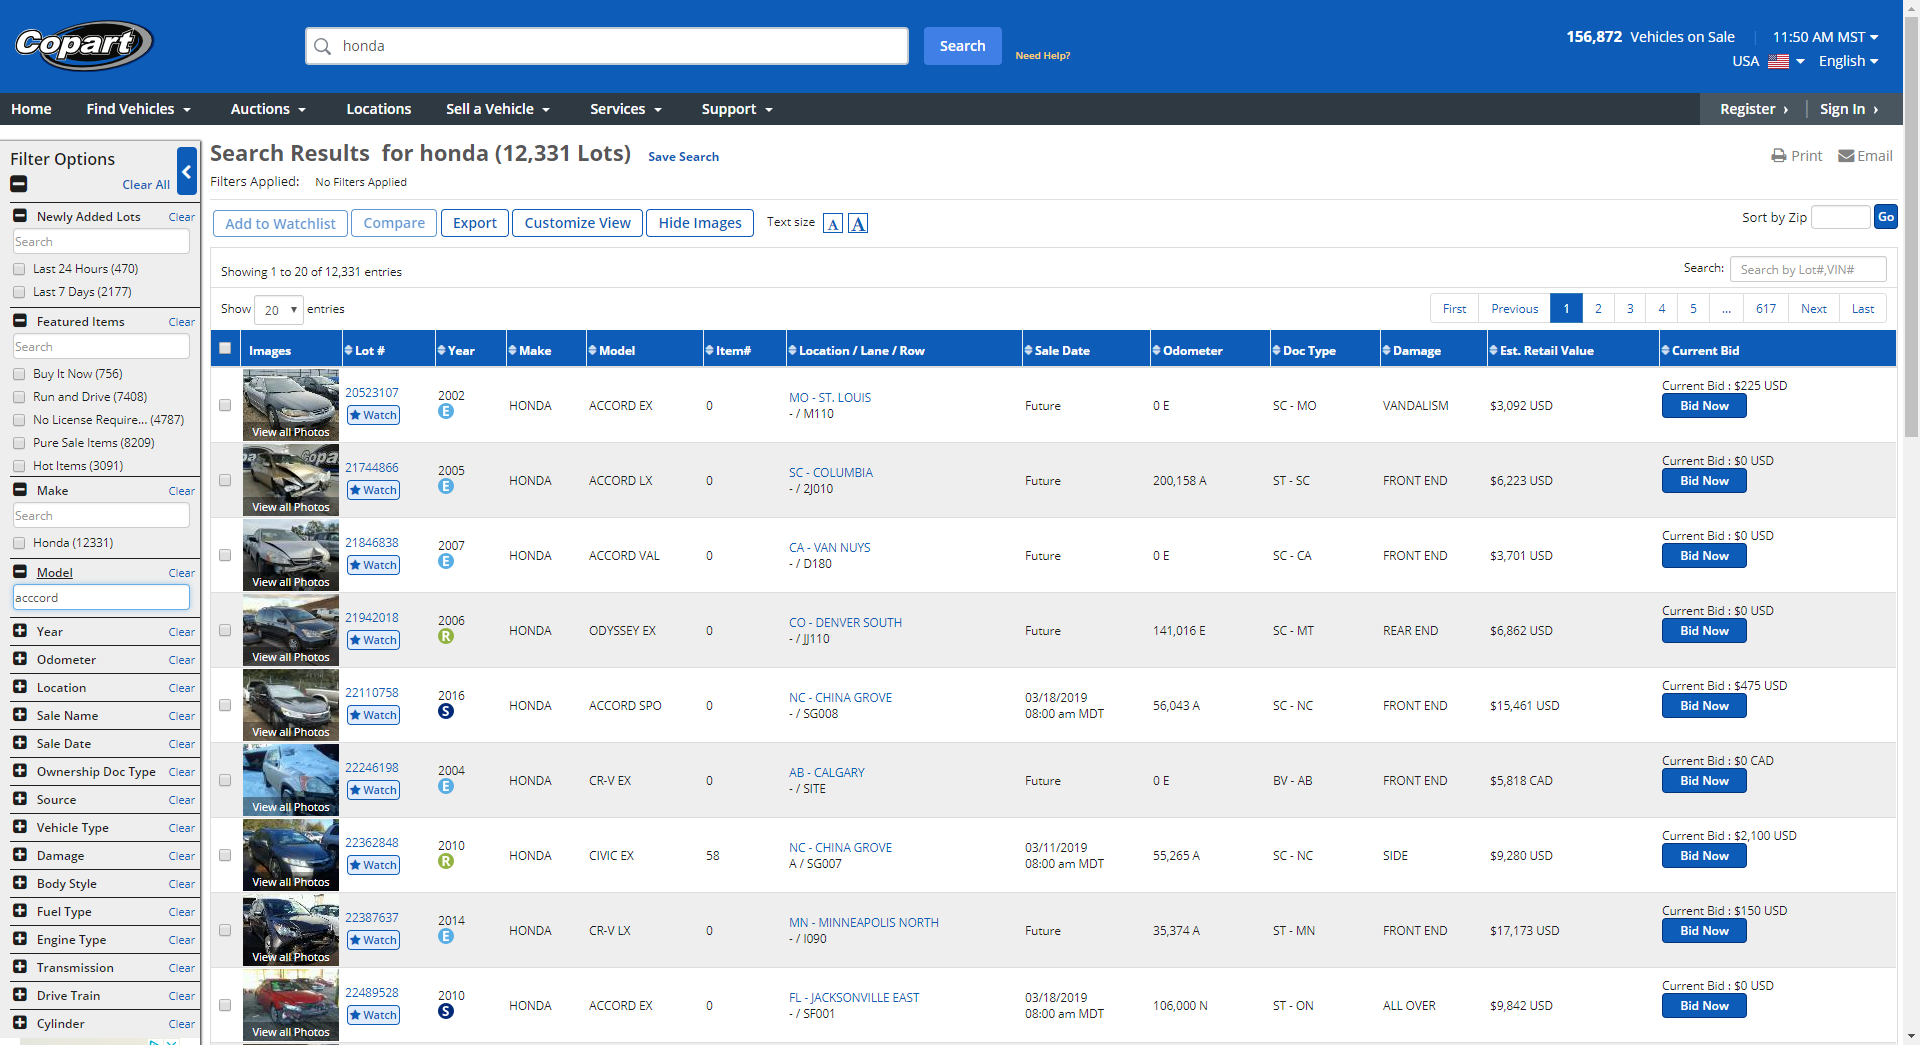 Copart
honda
Search
Need Help?
156,872 Vehicles on Sale
11:50 AM MST
USA
English
Home
Find Vehicles
Auctions
Locations
Sell a Vehicle
Services
Support
Register ›
Sign In ›
Filter Options
Clear All
Newly Added Lots Clear
Search
Last 24 Hours (470)
Last 7 Days (2177)
Featured Items Clear
Search
Buy It Now (756)
Run and Drive (7408)
No License Require... (4787)
Pure Sale Items (8209)
Hot Items (3091)
Make Clear
Search
Honda (12331)
Model Clear
acccord
Year Clear
Odometer Clear
Location Clear
Sale Name Clear
Sale Date Clear
Ownership Doc Type Clear
Source Clear
Vehicle Type Clear
Damage Clear
Body Style Clear
Fuel Type Clear
Engine Type Clear
Transmission Clear
Drive Train Clear
Cylinder Clear
Search Results for honda (12,331 Lots) Save Search
Print Email
Filters Applied: No Filters Applied
Add to Watchlist Compare Export Customize View Hide Images Text size A A
Sort by Zip Go
Showing 1 to 20 of 12,331 entries
Search: Search by Lot#,VIN#
Show 20 entries
First Previous 1 2 3 4 5 ... 617 Next Last
Images Lot # Year Make Model Item# Location / Lane / Row Sale Date Odometer Doc Type Damage Est. Retail Value Current Bid
View all Photos
20523107
Watch
2002
E
HONDA
ACCORD EX
0
MO - ST. LOUIS
- / M110
Future
0 E
SC - MO
VANDALISM
$3,092 USD
Current Bid : $225 USD
Bid Now
Copart
View all Photos
21744866
Watch
2005
E
HONDA
ACCORD LX
0
SC - COLUMBIA
- / 2J010
Future
200,158 A
ST - SC
FRONT END
$6,223 USD
Current Bid : $0 USD
Bid Now
View all Photos
21846838
Watch
2007
E
HONDA
ACCORD VAL
0
CA - VAN NUYS
- / D180
Future
0 E
SC - CA
FRONT END
$3,701 USD
Current Bid : $0 USD
Bid Now
View all Photos
21942018
Watch
2006
R
HONDA
ODYSSEY EX
0
CO - DENVER SOUTH
- / JJ110
Future
141,016 E
SC - MT
REAR END
$6,862 USD
Current Bid : $0 USD
Bid Now
View all Photos
22110758
Watch
2016
S
HONDA
ACCORD SPO
0
NC - CHINA GROVE
- / SG008
03/18/2019
08:00 am MDT
56,043 A
SC - NC
FRONT END
$15,461 USD
Current Bid : $475 USD
Bid Now
View all Photos
22246198
Watch
2004
E
HONDA
CR-V EX
0
AB - CALGARY
- / SITE
Future
0 E
BV - AB
FRONT END
$5,818 CAD
Current Bid : $0 CAD
Bid Now
View all Photos
22362848
Watch
2010
R
HONDA
CIVIC EX
58
NC - CHINA GROVE
A / SG007
03/11/2019
08:00 am MDT
55,265 A
SC - NC
SIDE
$9,280 USD
Current Bid : $2,100 USD
Bid Now
View all Photos
22387637
Watch
2014
E
HONDA
CR-V LX
0
MN - MINNEAPOLIS NORTH
- / I090
Future
35,374 A
ST - MN
FRONT END
$17,173 USD
Current Bid : $150 USD
Bid Now
View all Photos
22489528
Watch
2010
S
HONDA
ACCORD EX
0
FL - JACKSONVILLE EAST
- / SF001
03/18/2019
08:00 am MDT
106,000 N
ST - ON
ALL OVER
$9,842 USD
Current Bid : $0 USD
Bid Now